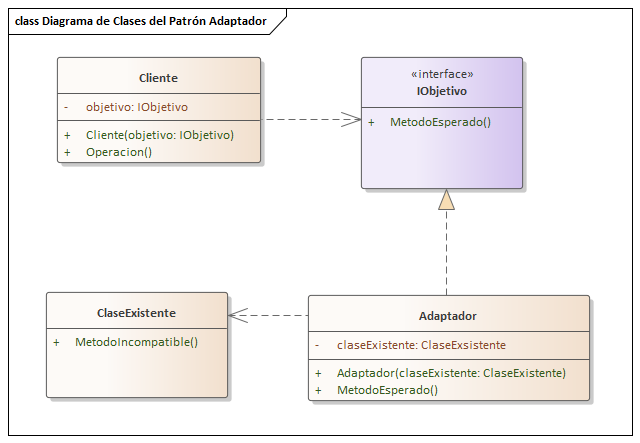 class Diagrama de Clases del Patrón Adaptador
Cliente
- objetivo: IObjetivo
+ Cliente(objetivo: IObjetivo)
+ Operacion()
«interface»
IObjetivo
+ MetodoEsperado()
ClaseExistente
+ MetodoIncompatible()
Adaptador
- claseExistente: ClaseExsistente
+ Adaptador(claseExistente: ClaseExistente)
+ MetodoEsperado()